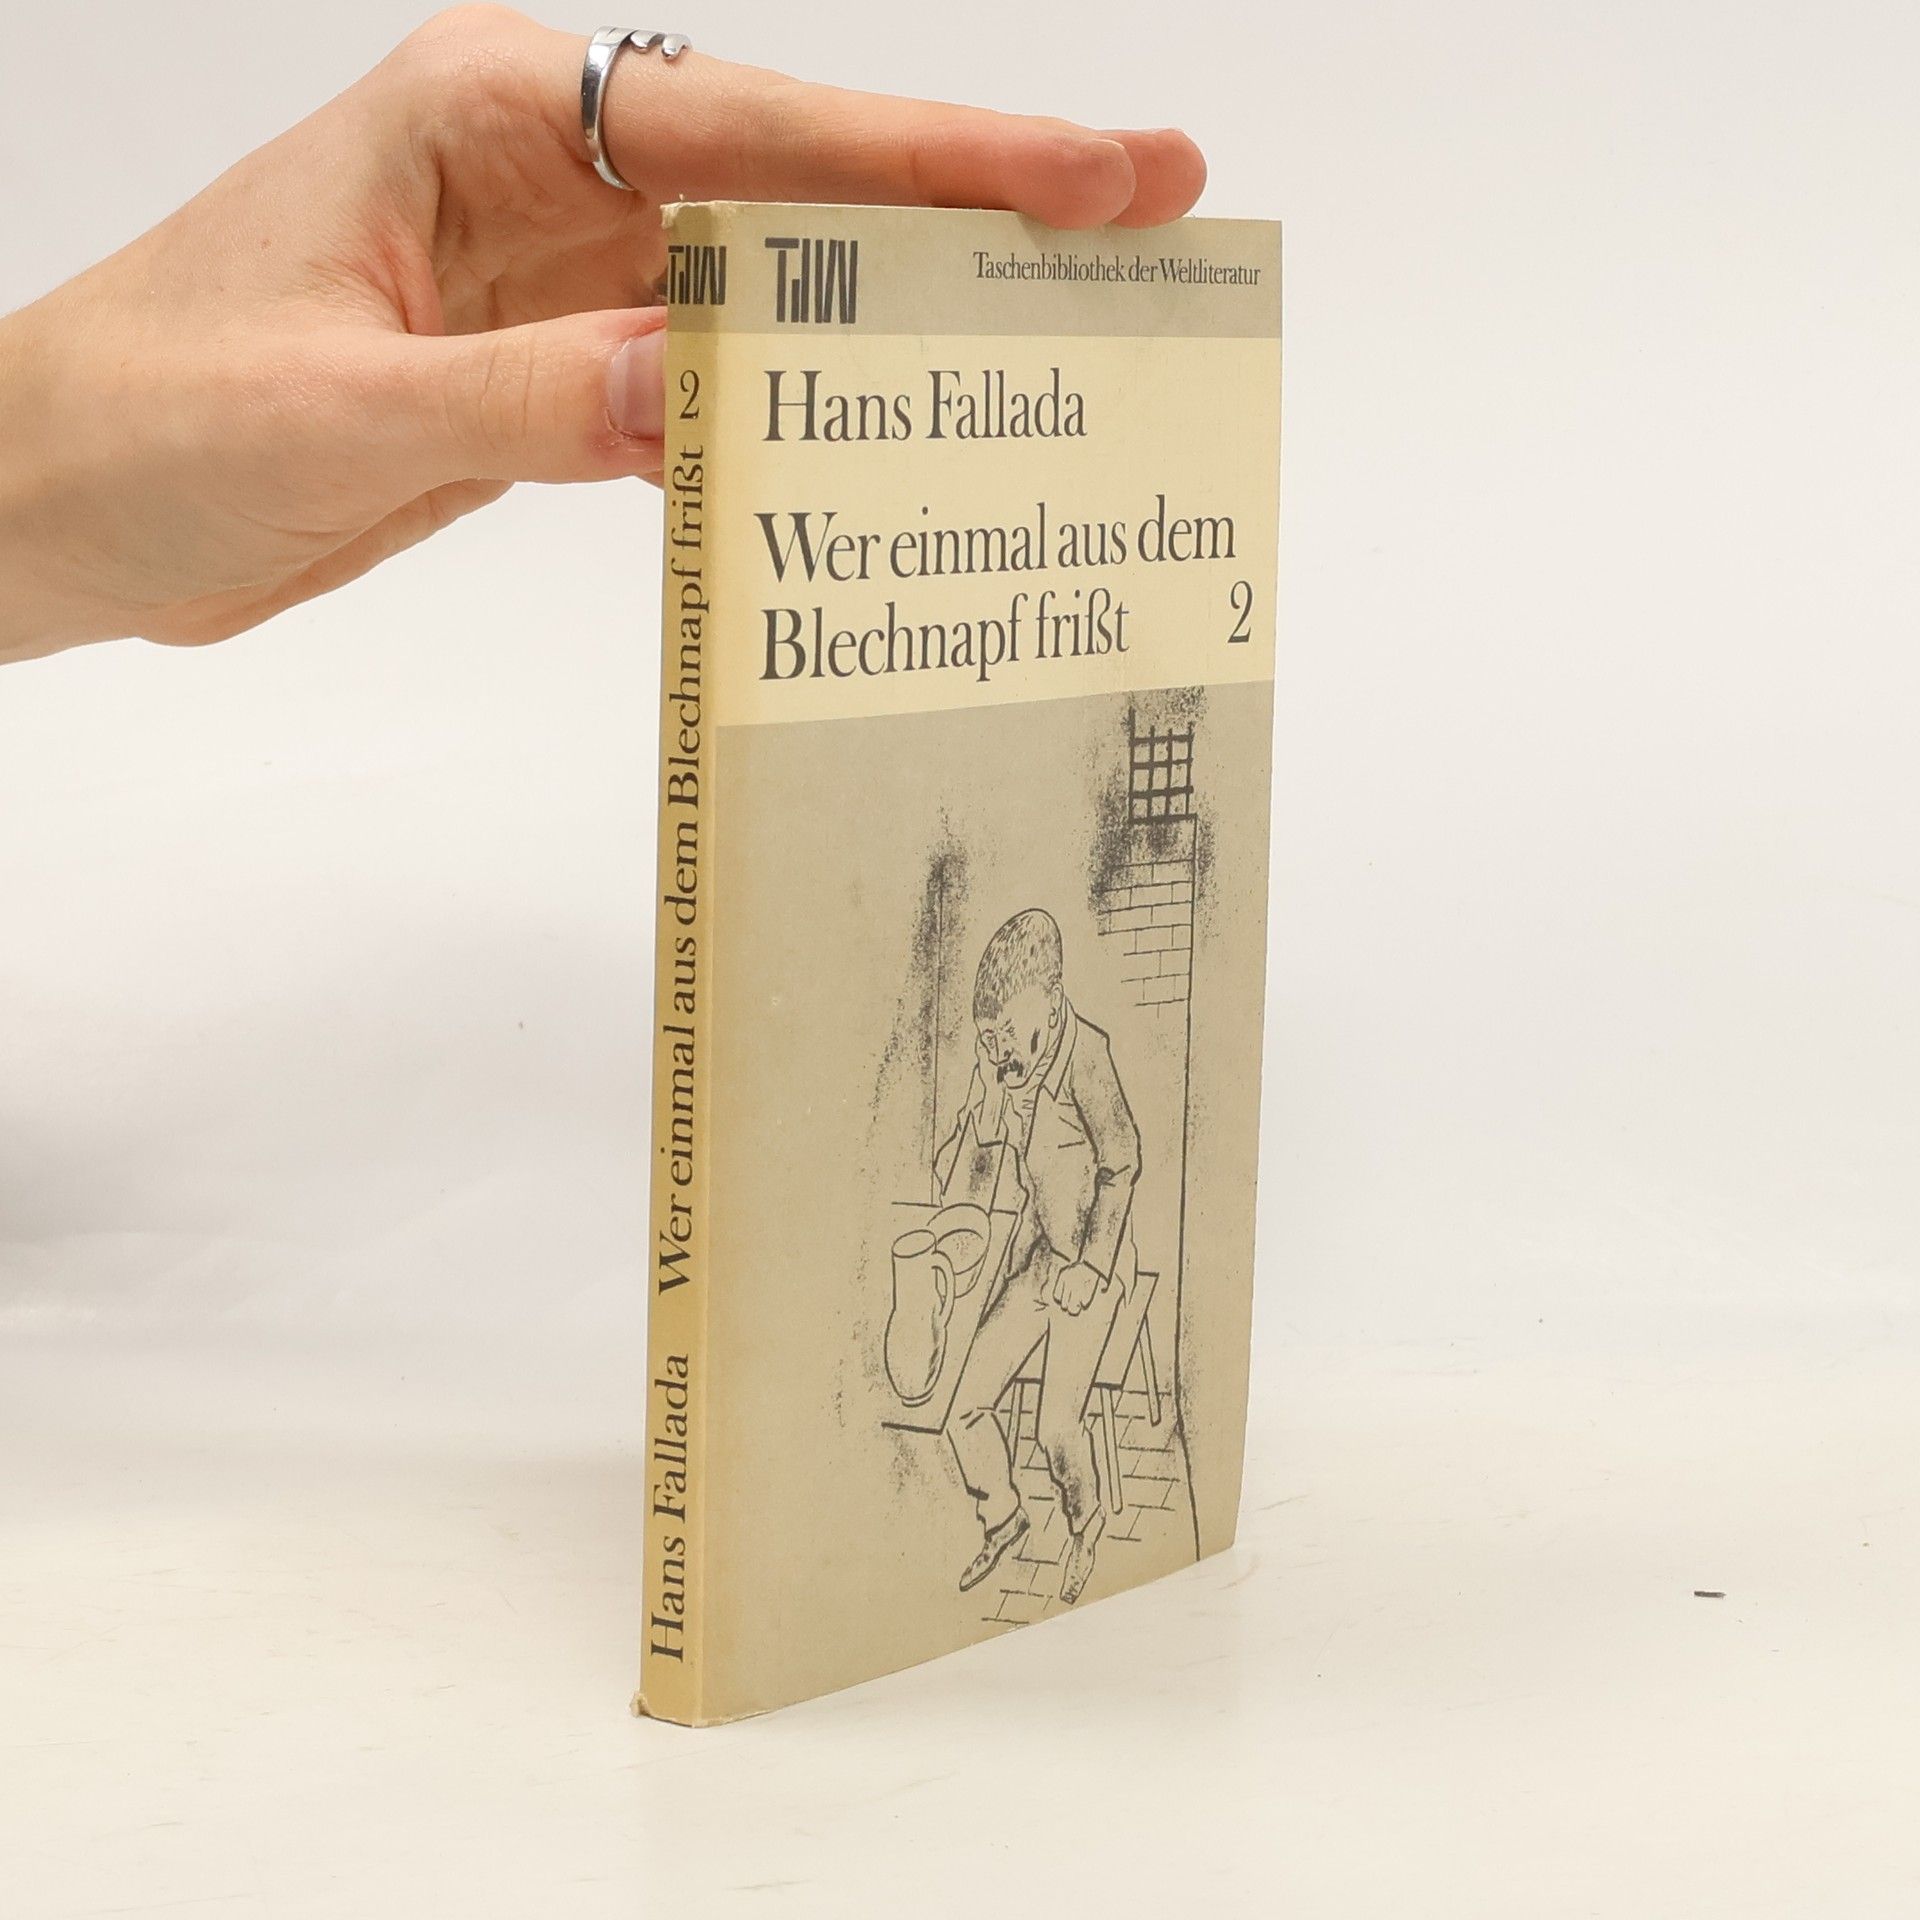 TdW
Taschenbibliothek der Weltliteratur
Hans Fallada
Wer einmal aus dem
Blechnapf frißt 2
TdW
Hans Fallada Wer einmal aus dem Blechnapf frißt 2